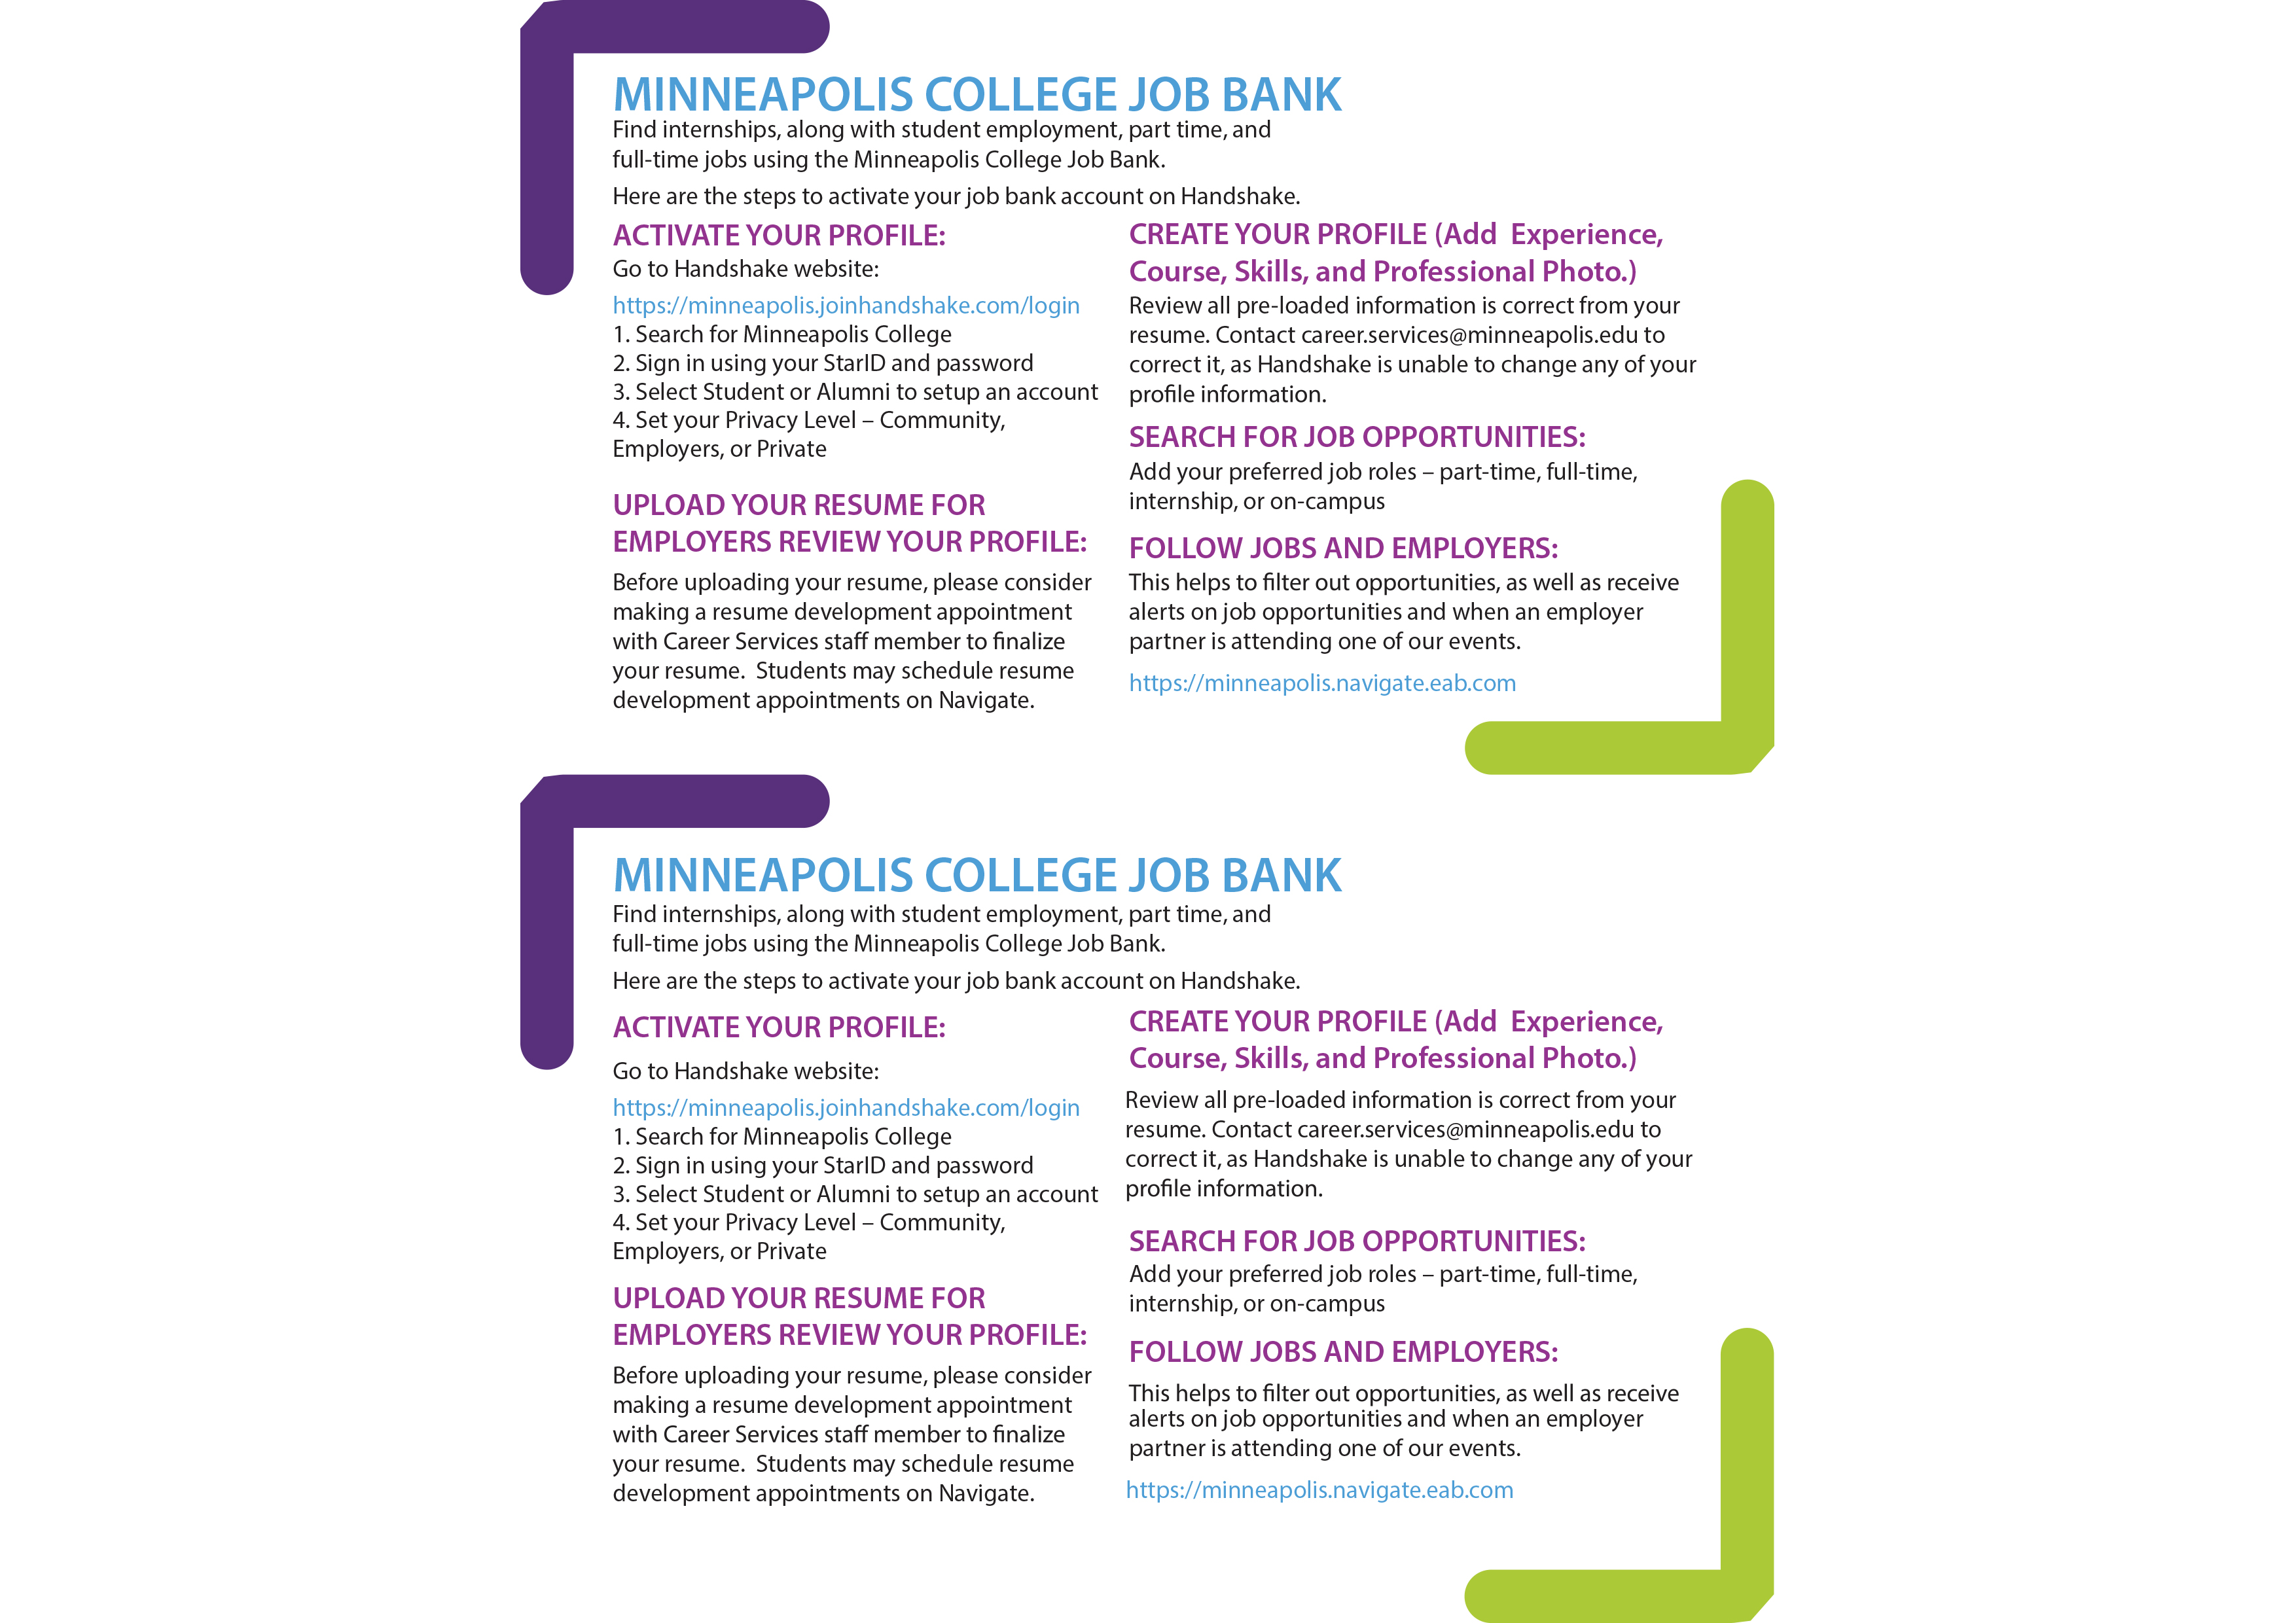 MINNEAPOLIS COLLEGE JOB BANK
Find internships, along with student employment, part time, and
full-time jobs using the Minneapolis College Job Bank.
Here are the steps to activate your job bank account on Handshake.
ACTIVATE YOUR PROFILE:
Go to Handshake website:
https://minneapolis.joinhandshake.com/login
1. Search for Minneapolis College
2. Sign in using your StarID and password
3. Select Student or Alumni to setup an account
4. Set your Privacy Level – Community,
Employers, or Private
UPLOAD YOUR RESUME FOR
EMPLOYERS REVIEW YOUR PROFILE:
Before uploading your resume, please consider
making a resume development appointment
with Career Services staff member to finalize
your resume.  Students may schedule resume
development appointments on Navigate.
CREATE YOUR PROFILE (Add  Experience,
Course, Skills, and Professional Photo.)
Review all pre-loaded information is correct from your
resume. Contact career.services@minneapolis.edu to
correct it, as Handshake is unable to change any of your
profile information.
SEARCH FOR JOB OPPORTUNITIES:
Add your preferred job roles – part-time, full-time,
internship, or on-campus
FOLLOW JOBS AND EMPLOYERS:
This helps to filter out opportunities, as well as receive
alerts on job opportunities and when an employer
partner is attending one of our events.
https://minneapolis.navigate.eab.com
MINNEAPOLIS COLLEGE JOB BANK
Find internships, along with student employment, part time, and
full-time jobs using the Minneapolis College Job Bank.
Here are the steps to activate your job bank account on Handshake.
ACTIVATE YOUR PROFILE:
Go to Handshake website:
https://minneapolis.joinhandshake.com/login
1. Search for Minneapolis College
2. Sign in using your StarID and password
3. Select Student or Alumni to setup an account
4. Set your Privacy Level – Community,
Employers, or Private
UPLOAD YOUR RESUME FOR
EMPLOYERS REVIEW YOUR PROFILE:
Before uploading your resume, please consider
making a resume development appointment
with Career Services staff member to finalize
your resume.  Students may schedule resume
development appointments on Navigate.
CREATE YOUR PROFILE (Add  Experience,
Course, Skills, and Professional Photo.)
Review all pre-loaded information is correct from your
resume. Contact career.services@minneapolis.edu to
correct it, as Handshake is unable to change any of your
profile information.
SEARCH FOR JOB OPPORTUNITIES:
Add your preferred job roles – part-time, full-time,
internship, or on-campus
FOLLOW JOBS AND EMPLOYERS:
This helps to filter out opportunities, as well as receive
alerts on job opportunities and when an employer
partner is attending one of our events.
https://minneapolis.navigate.eab.com